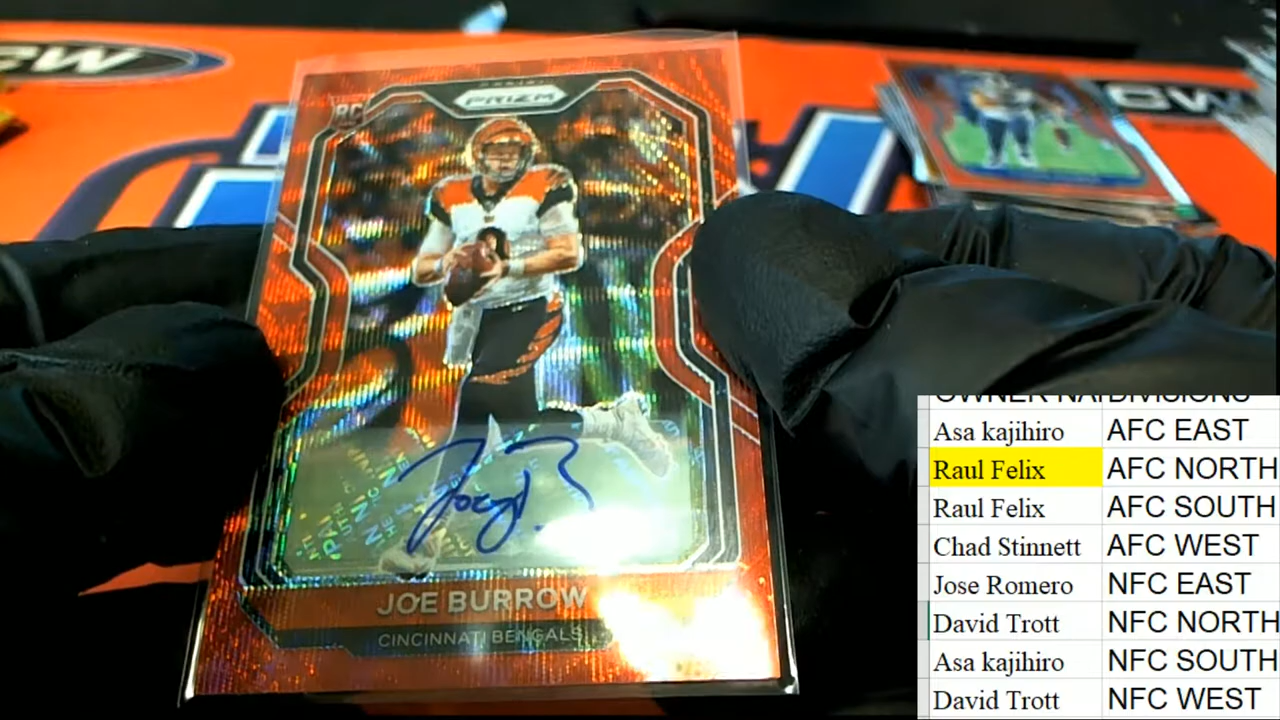 CW
RC
PRIZM
CW
JOE BURROW
CINCINNATI BENGALS
Asa kajihiro AFC EAST
Raul Felix AFC NORTH
Raul Felix AFC SOUTH
Chad Stinnett AFC WEST
Jose Romero NFC EAST
David Trott NFC NORTH
Asa kajihiro NFC SOUTH
David Trott NFC WEST